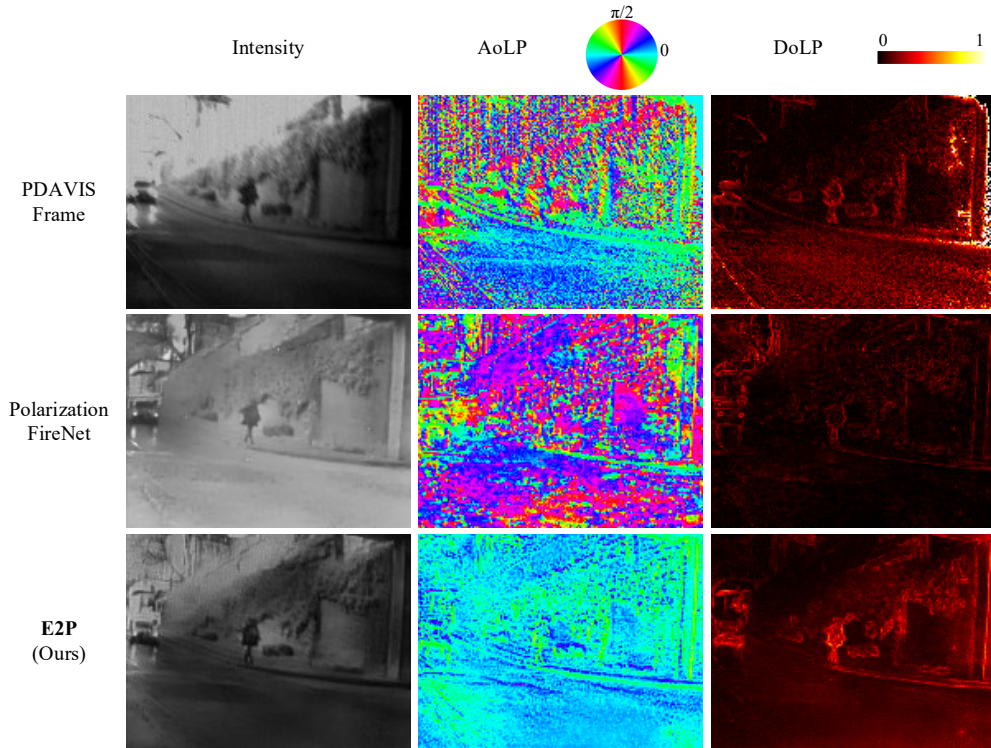 Intensity
AoLP
π/2
0
DoLP
0
1
PDAVIS
Frame
Polarization
FireNet
E2P
(Ours)